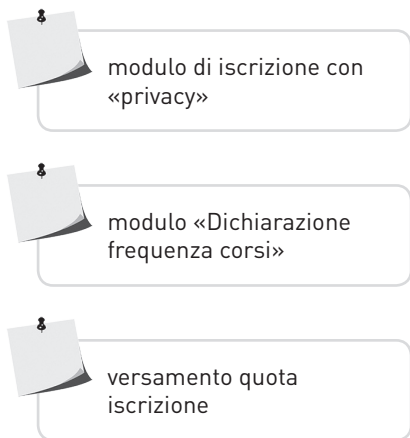 modulo di iscrizione con
«privacy»
modulo «Dichiarazione
frequenza corsi»
versamento quota
iscrizione